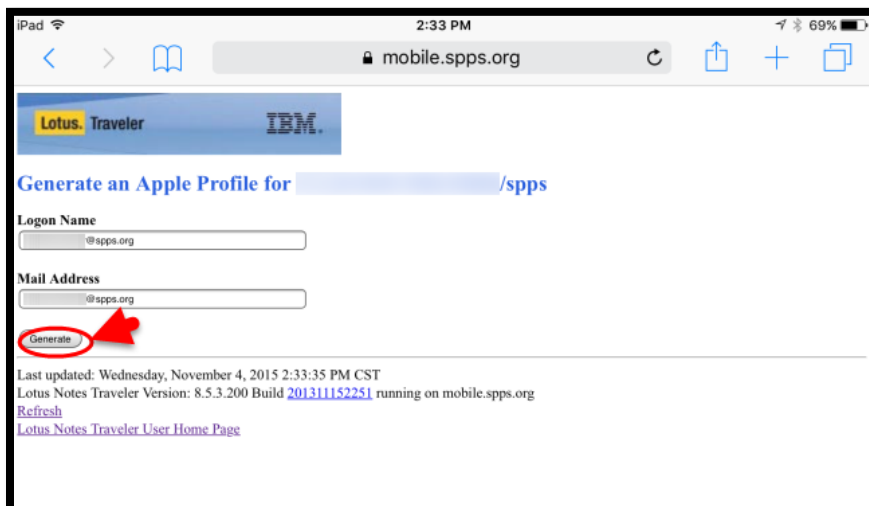 iPad 2:33 PM 69%
mobile.spps.org
Lotus. Traveler IBM.
Generate an Apple Profile for /spps
Logon Name
@spps.org
Mail Address
@spps.org
Generate
Last updated: Wednesday, November 4, 2015 2:33:35 PM CST
Lotus Notes Traveler Version: 8.5.3.200 Build 201311152251 running on mobile.spps.org
Refresh
Lotus Notes Traveler User Home Page